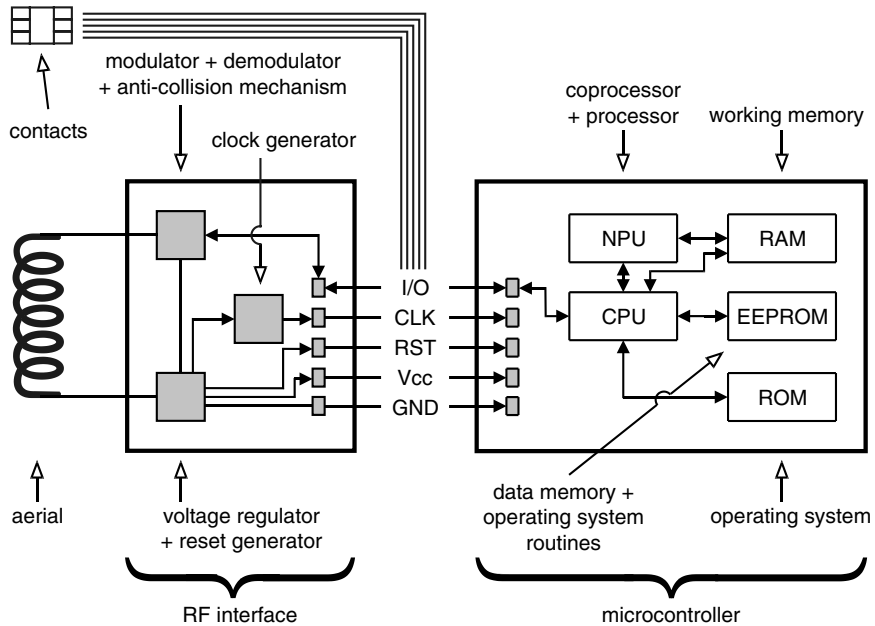 modulator + demodulator
+ anti-collision mechanism
contacts
clock generator
coprocessor
+ processor
working memory
NPU
RAM
I/O
CLK
CPU
EEPROM
RST
Vcc
GND
ROM
aerial
voltage regulator
+ reset generator
data memory +
operating system
routines
operating system
RF interface
microcontroller